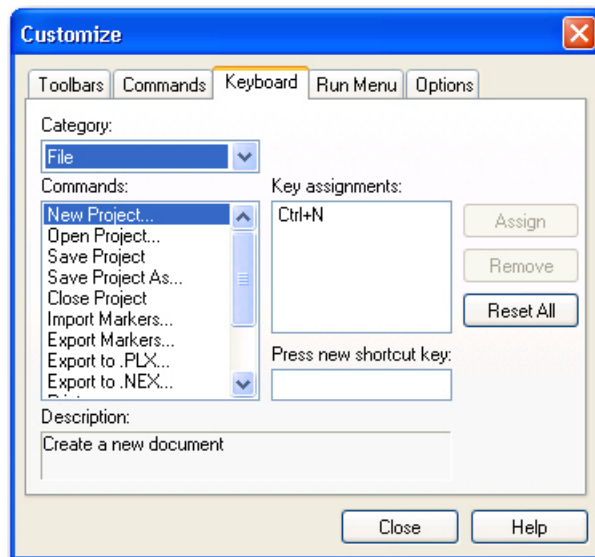 Customize
Toolbars Commands Keyboard Run Menu Options
Category:
File
Commands:
New Project...
Open Project...
Save Project
Save Project As...
Close Project
Import Markers...
Export Markers...
Export to .PLX...
Export to .NEX...
Key assignments:
Ctrl+N
Assign
Remove
Reset All
Press new shortcut key:
Description:
Create a new document
Close Help